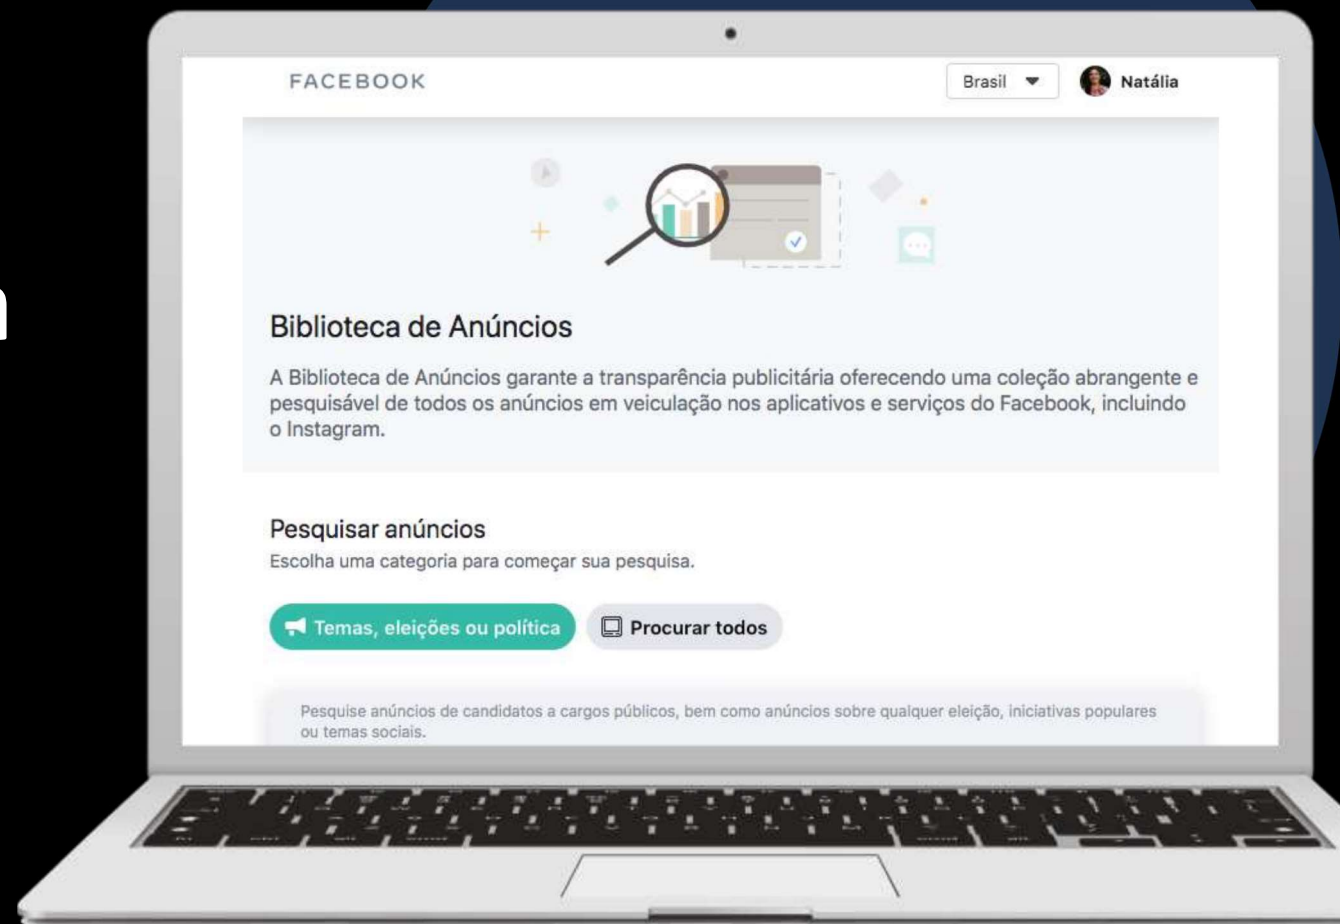 FACEBOOK
Brasil
Natália
Biblioteca de Anúncios
A Biblioteca de Anúncios garante a transparência publicitária oferecendo uma coleção abrangente e
pesquisável de todos os anúncios em veiculação nos aplicativos e serviços do Facebook, incluindo
o Instagram.
Pesquisar anúncios
Escolha uma categoria para começar sua pesquisa.
Temas, eleições ou política
Procurar todos
Pesquise anúncios de candidatos a cargos públicos, bem como anúncios sobre qualquer eleição, iniciativas populares
ou temas sociais.